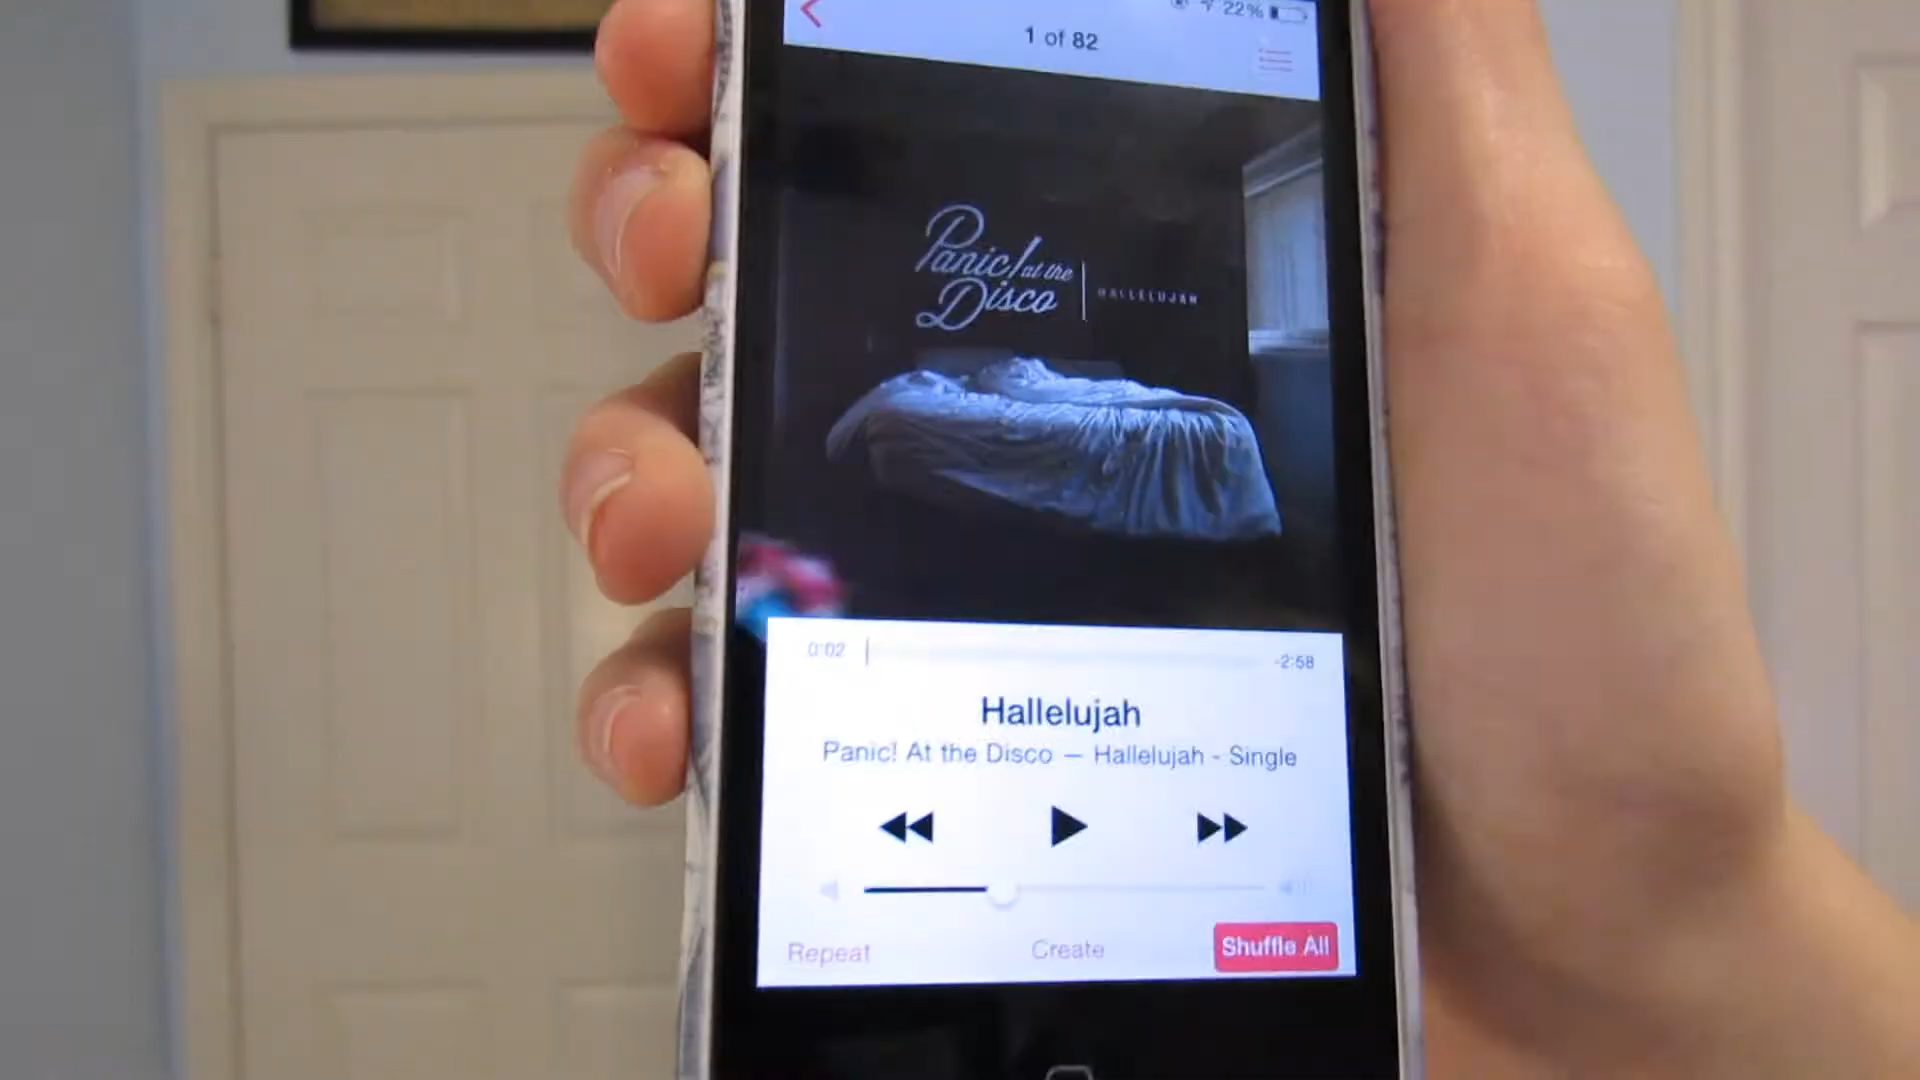 22%
1 of 82
Panic! at the
Disco
HALLELUJAH
0:02
-2:58
Hallelujah
Panic! At the Disco — Hallelujah - Single
Repeat
Create
Shuffle All